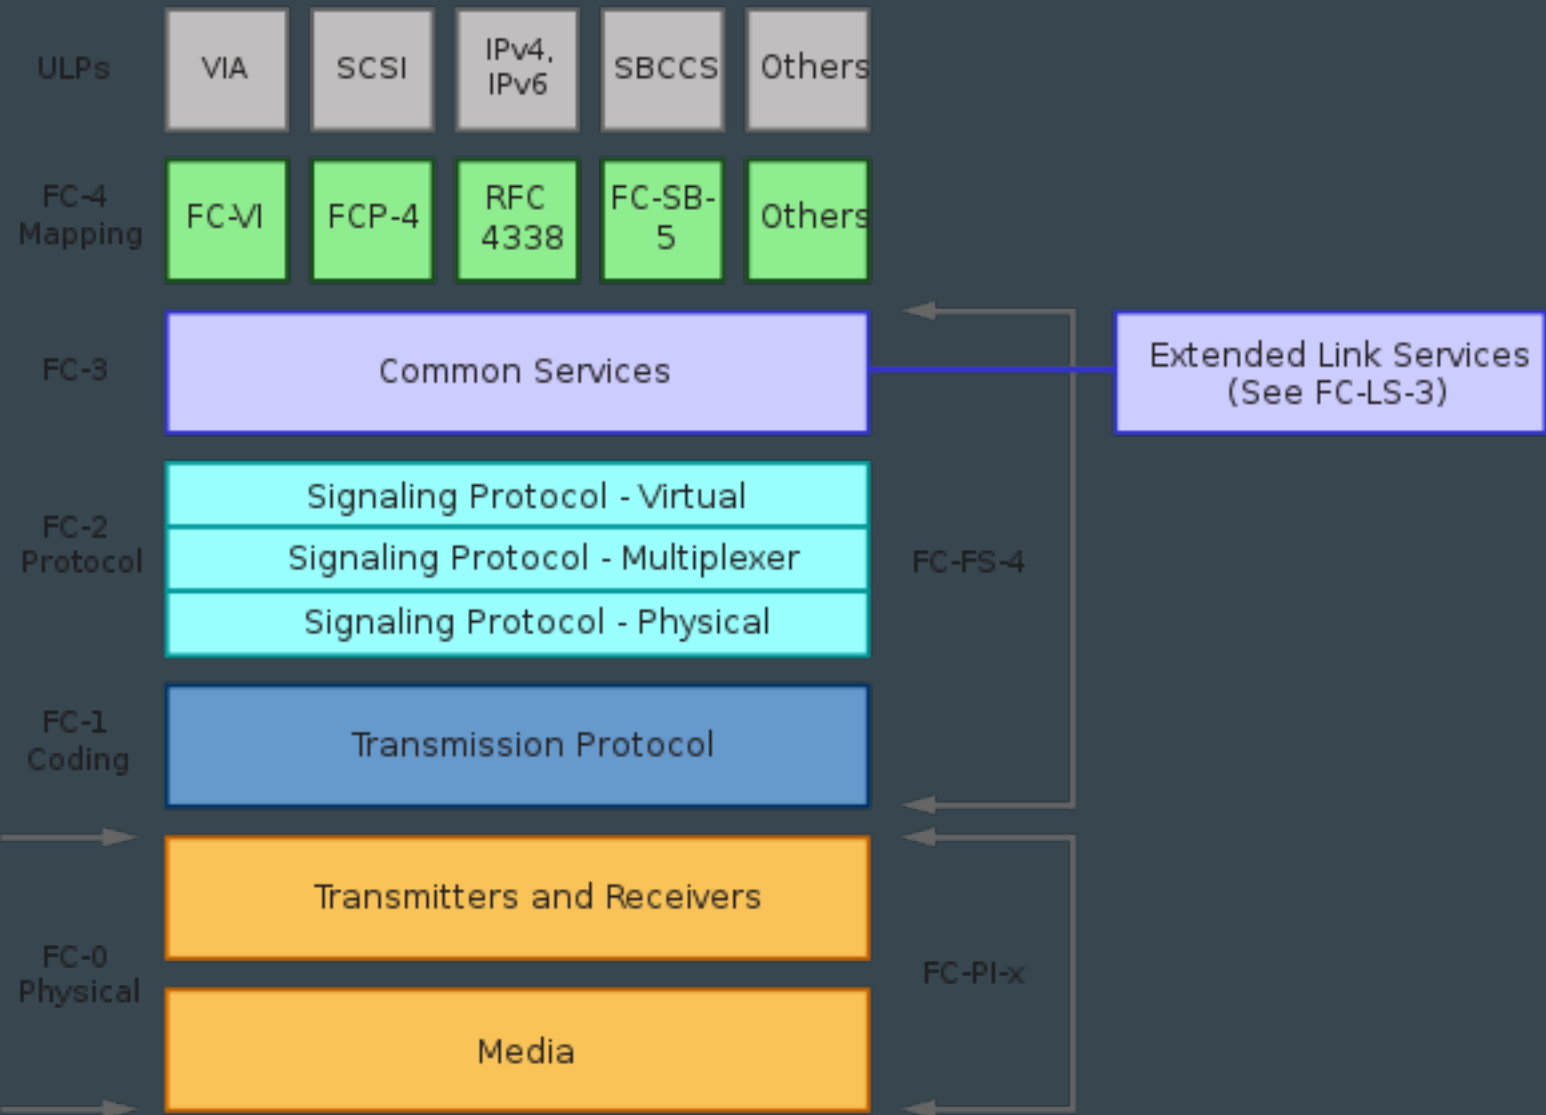 ULPs
VIA
SCSI
IPv4,
IPv6
SBCCS
Others
FC-4
Mapping
FC-VI
FCP-4
RFC
4338
FC-SB-
5
Others
FC-3
Common Services
Extended Link Services
(See FC-LS-3)
FC-2
Protocol
Signaling Protocol - Virtual
Signaling Protocol - Multiplexer
Signaling Protocol - Physical
FC-FS-4
FC-1
Coding
Transmission Protocol
FC-0
Physical
Transmitters and Receivers
Media
FC-PI-x